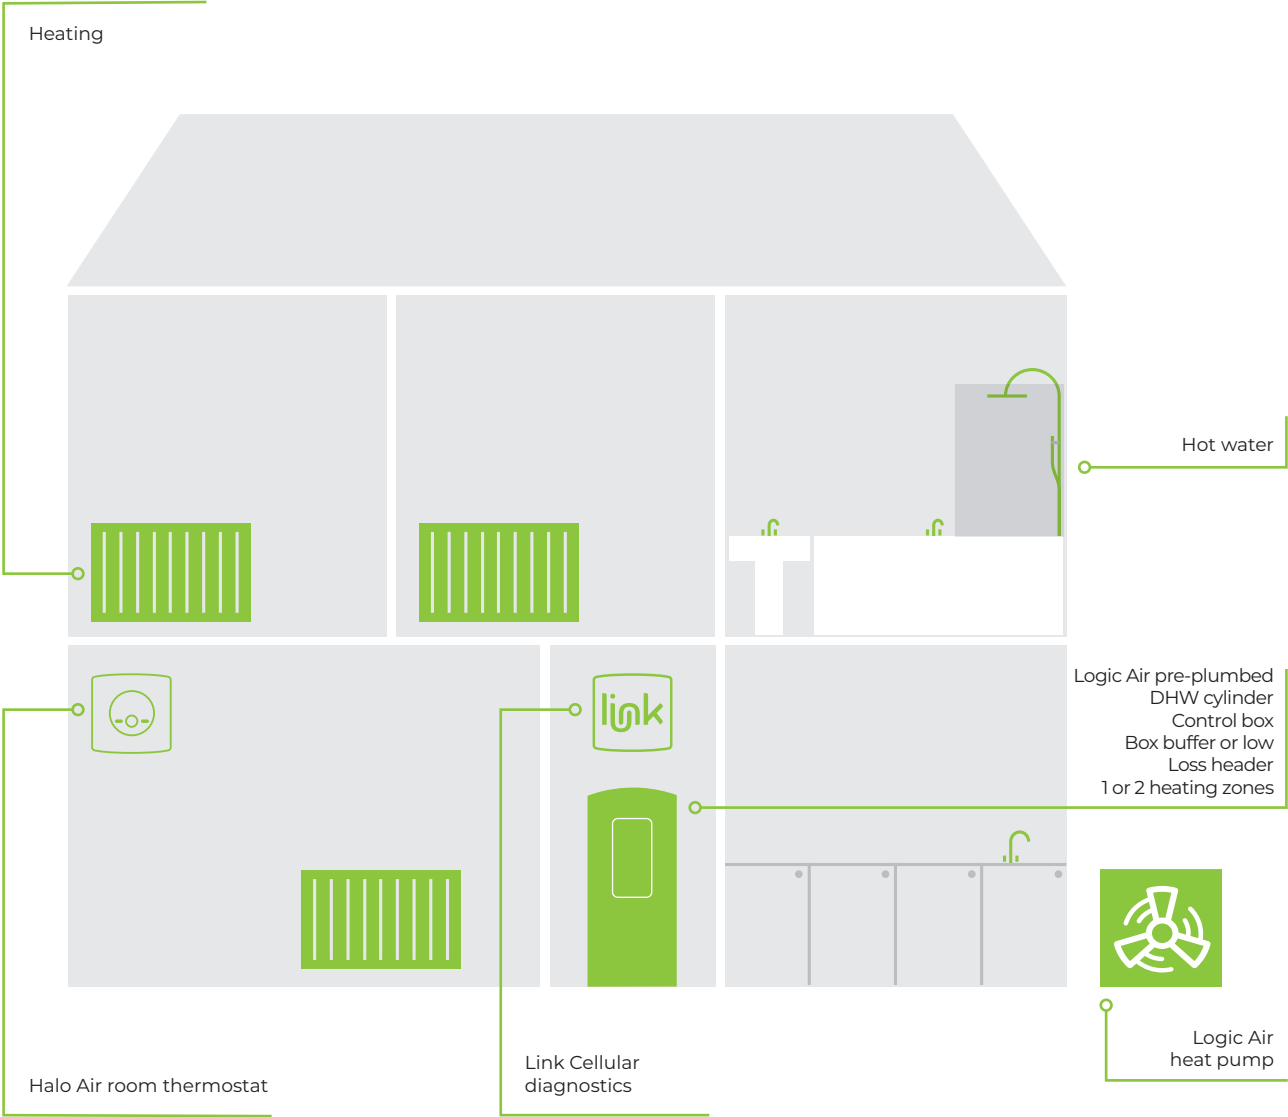 Heating
Hot water
link
Logic Air pre-plumbed
DHW cylinder
Control box
Box buffer or low
Loss header
1 or 2 heating zones
Logic Air
heat pump
Link Cellular
diagnostics
Halo Air room thermostat